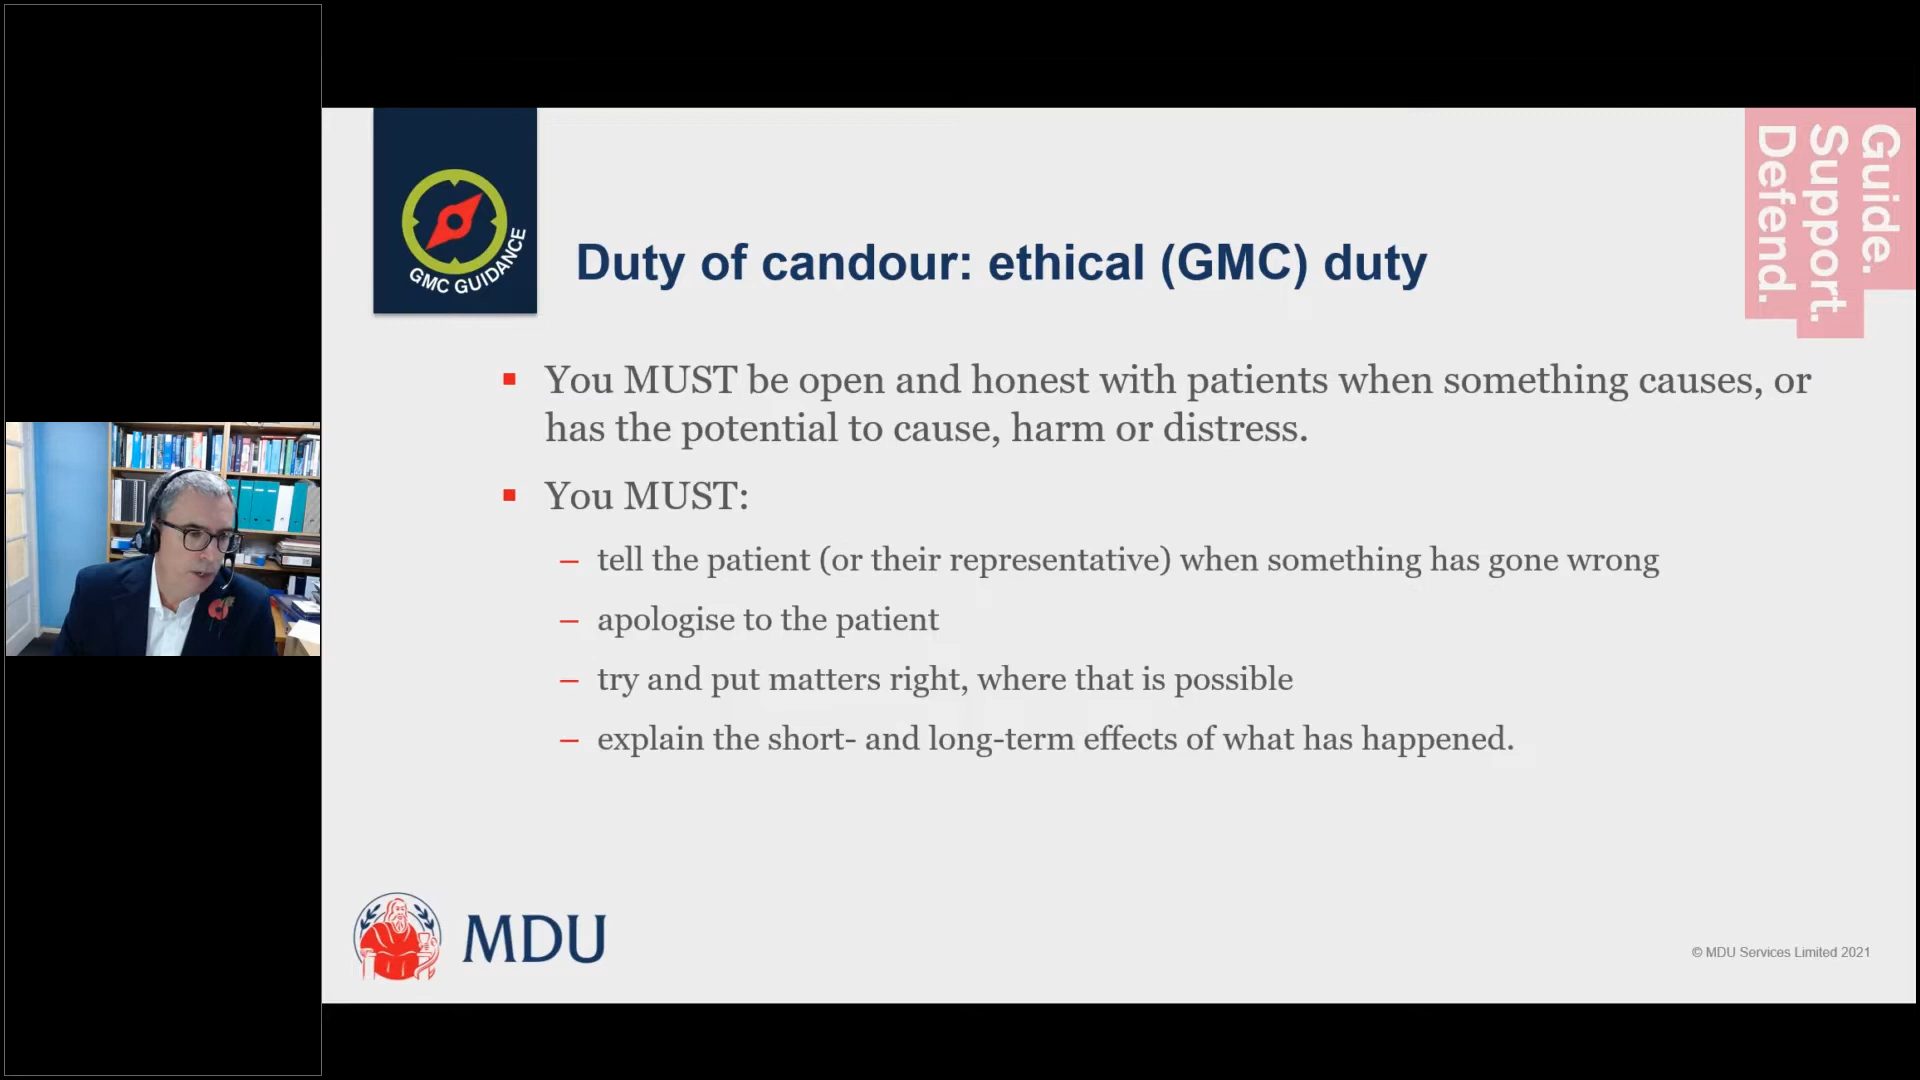 GMC GUIDANCE
Duty of candour: ethical (GMC) duty
Guide.
Support.
Defend.
▪ You MUST be open and honest with patients when something causes, or
has the potential to cause, harm or distress.
▪ You MUST:
– tell the patient (or their representative) when something has gone wrong
– apologise to the patient
– try and put matters right, where that is possible
– explain the short- and long-term effects of what has happened.
MDU
© MDU Services Limited 2021